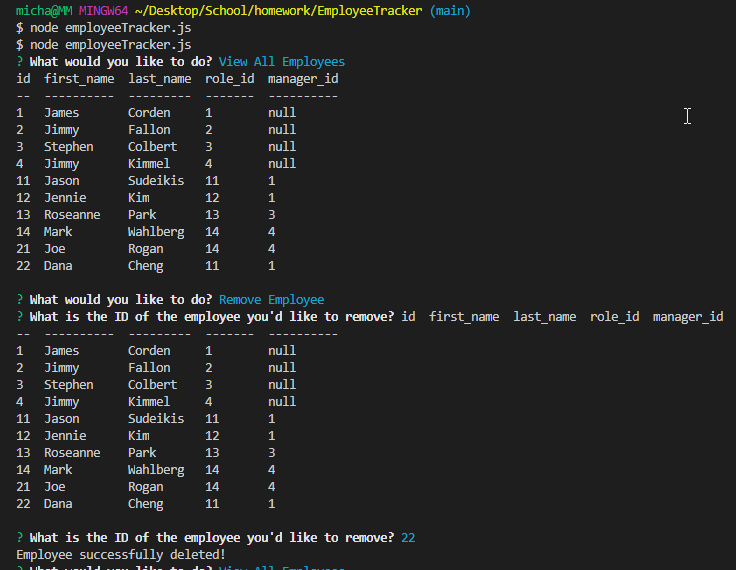 micha@MM MINGW64 ~/Desktop/School/homework/EmployeeTracker (main)
$ node employeeTracker.js
$ node employeeTracker.js
? What would you like to do? View All Employees
id  first_name  last_name  role_id  manager_id
--  ----------  ---------  -------  ----------
1   James       Corden     1        null
2   Jimmy       Fallon     2        null
3   Stephen     Colbert    3        null
4   Jimmy       Kimmel     4        null
11  Jason       Sudeikis   11       1
12  Jennie      Kim        12       1
13  Roseanne    Park       13       3
14  Mark        Wahlberg   14       4
21  Joe         Rogan      14       4
22  Dana        Cheng      11       1
? What would you like to do? Remove Employee
? What is the ID of the employee you'd like to remove? id  first_name  last_name  role_id  manager_id
--  ----------  ---------  -------  ----------
1   James       Corden     1        null
2   Jimmy       Fallon     2        null
3   Stephen     Colbert    3        null
4   Jimmy       Kimmel     4        null
11  Jason       Sudeikis   11       1
12  Jennie      Kim        12       1
13  Roseanne    Park       13       3
14  Mark        Wahlberg   14       4
21  Joe         Rogan      14       4
22  Dana        Cheng      11       1
? What is the ID of the employee you'd like to remove? 22
Employee successfully deleted!
? What would you like to do? View All Employees